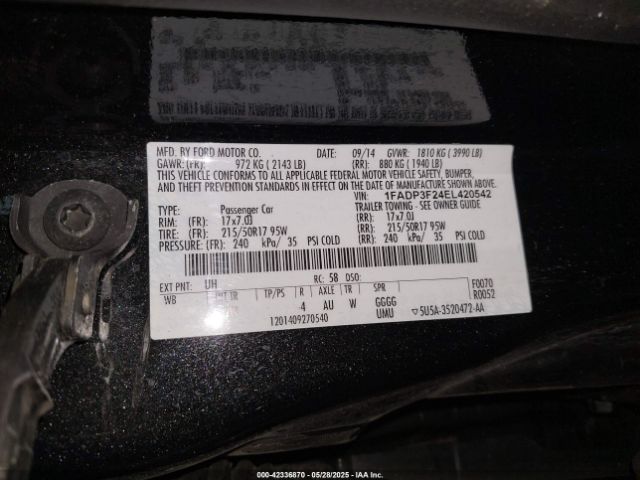 MFD. BY FORD MOTOR CO. DATE: 09/14 GVWR: 1810 KG ( 3990 LB)
GAWR: (FR): 972 KG ( 2143 LB) (RR): 880 KG ( 1940 LB)
THIS VEHICLE CONFORMS TO ALL APPLICABLE FEDERAL MOTOR VEHICLE SAFETY, BUMPER,
AND THEFT PREVENTION STANDARDS IN EFFECT ON THE DATE OF MANUFACTURE SHOWN ABOVE.
1FADP3F24EL420542
TYPE: Passenger Car TRAILER TOWING - SEE OWNER GUIDE
RIM: (FR): 17x7.0J (RR): 17x7.0J
TIRE: (FR): 215/50R17 95W (RR): 215/50R17 95W
PRESSURE: (FR): 240 kPa/ 35 PSI COLD (RR): 240 kPa/ 35 PSI COLD
EXT PNT: UH RC: 58 DSO: F0070
WB INT TR TP/PS R AXLE TR SPR R0052
4 AU W GGGG
1201409270540 UMU ▽5U5A-3520472-AA
000-42336870 05/28/2025 IAA Inc.